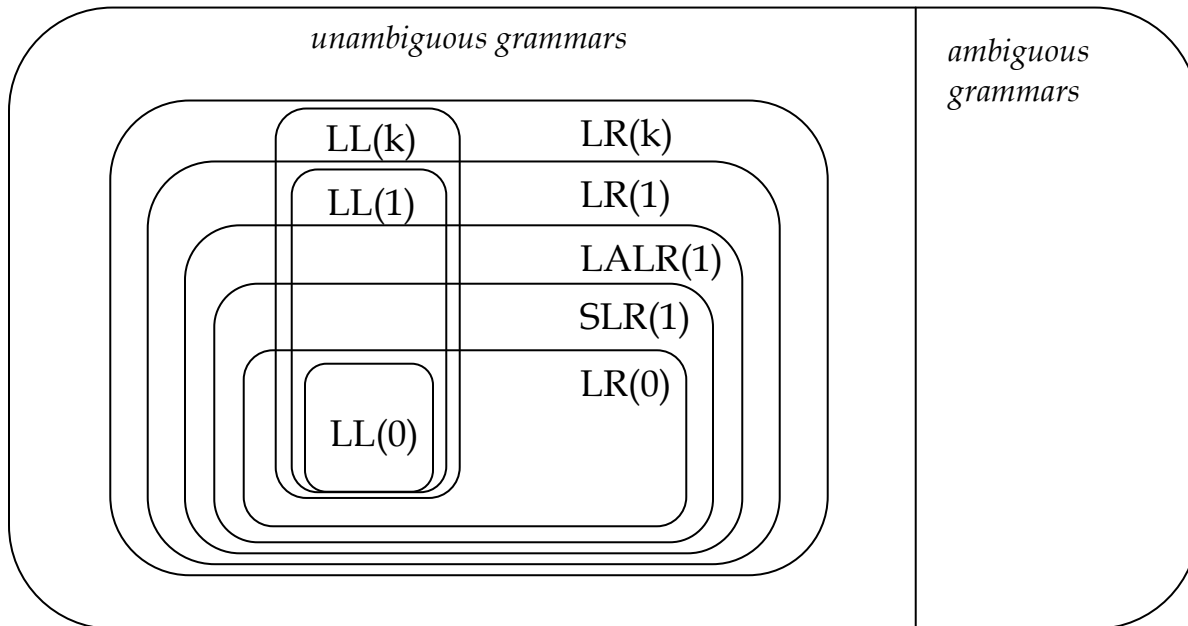 unambiguous grammars
ambiguous
grammars
LL(k)
LR(k)
LL(1)
LR(1)
LALR(1)
SLR(1)
LR(0)
LL(0)